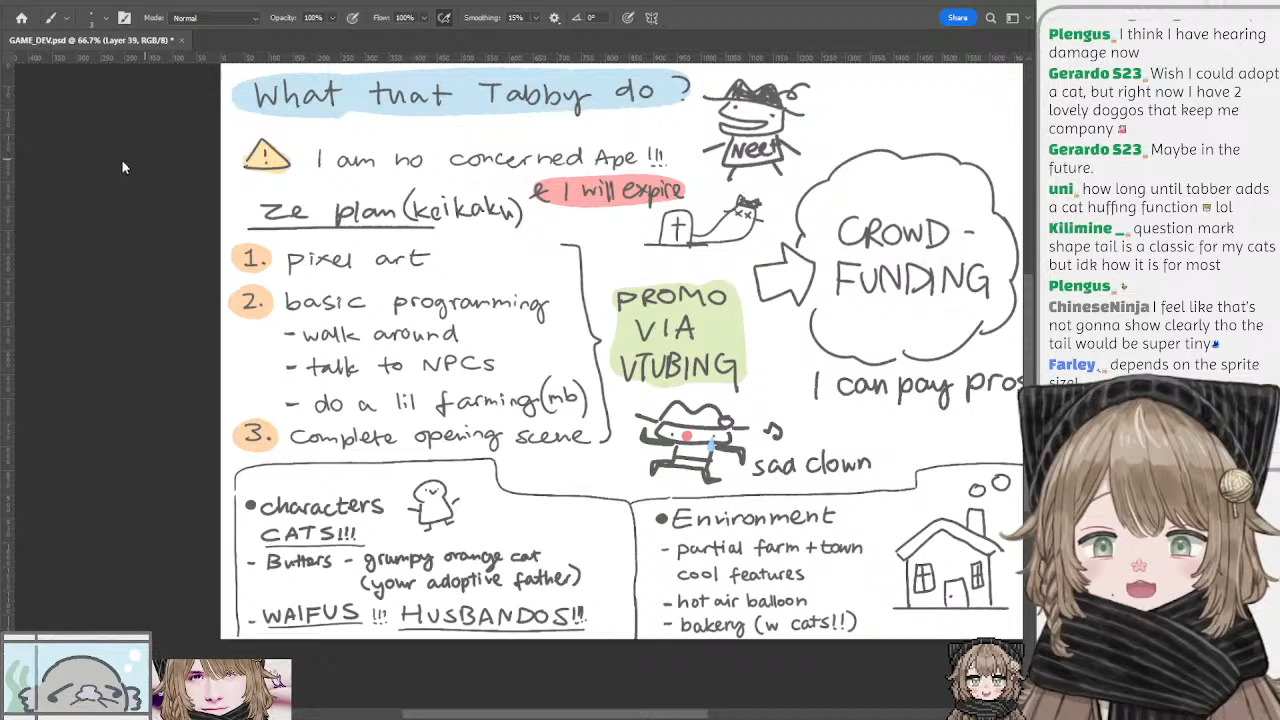 Mode: Normal Opacity: 100% Flow: 100% Smoothing: 15% 0° Share
3
GAME_DEV.psd @ 66.7% (Layer 39, RGB/8) *
What that Tabby do ?
! I am no concerned Ape !!!
& I will expire
ze plan (keikaku)
1. pixel art
2. basic programming
- walk around
- talk to NPCs
- do a lil farming (mb)
3. Complete opening scene
PROMO
VIA
VTUBING
Neet
CROWD-
FUNDING
I can pay pros
sad clown
• characters
CATS!!!
- Butters - grumpy orange cat
(your adoptive father)
- WAIFUS !!! HUSBANDOS!!!
• Environment
- partial farm + town
cool features
- hot air balloon
- bakery (w cats!!)
Plengus I think I have hearing
damage now
Gerardo S23 Wish I could adopt
a cat, but right now I have 2
lovely doggos that keep me
company
Gerardo S23 Maybe in the
future.
uni how long until tabber adds
a cat huffing function lol
Kilimine_ question mark
shape tail is a classic for my cats
but idk how it is for most
Plengus
ChineseNinja I feel like that's
not gonna show clearly tho the
tail would be super tiny
Farley depends on the sprite
size!